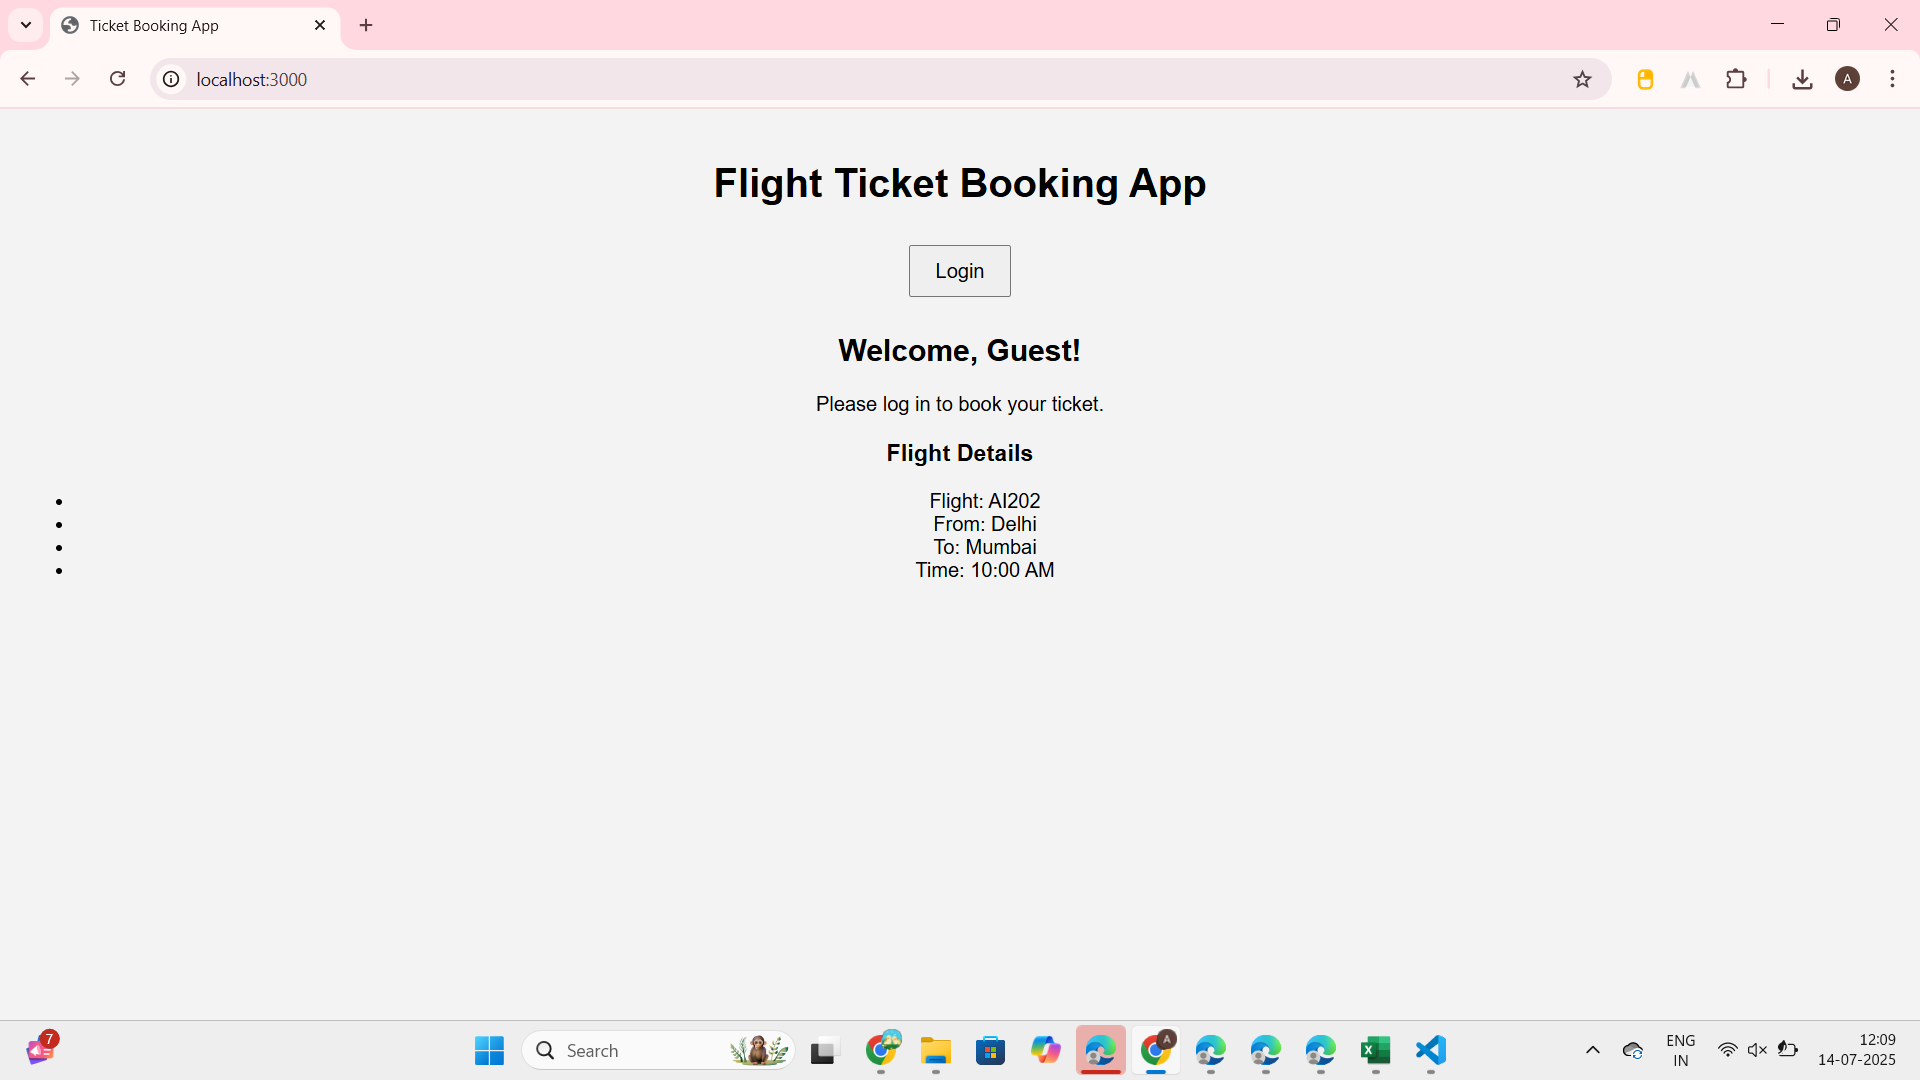 Ticket Booking App
localhost:3000
A
Flight Ticket Booking App
Login
Welcome, Guest!
Please log in to book your ticket.
Flight Details
Flight: AI202
From: Delhi
To: Mumbai
Time: 10:00 AM
7
Search
A
ENG
IN
12:09
14-07-2025